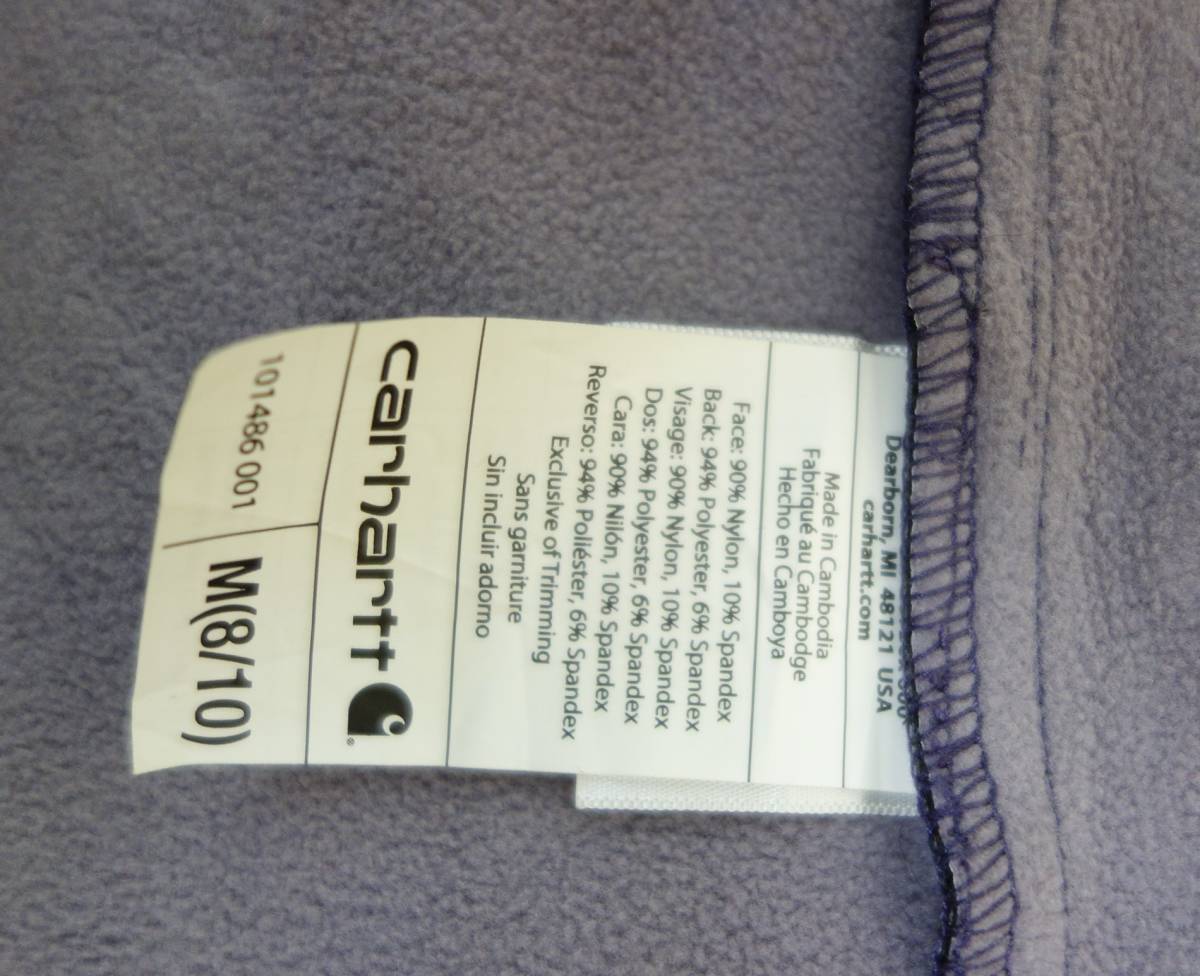 Dearborn, MI 48121 USA
carhartt.com
Made in Cambodia
Fabriqué au Cambodge
Hecho en Camboya
Face: 90% Nylon, 10% Spandex
Back: 94% Polyester, 6% Spandex
Visage: 90% Nylon, 10% Spandex
Dos: 94% Polyester, 6% Spandex
Cara: 90% Nilón, 10% Spandex
Reverso: 94% Poliéster, 6% Spandex
Exclusive of Trimming
Sans garniture
Sin incluir adorno
carhartt
®
101486 001
M(8/10)